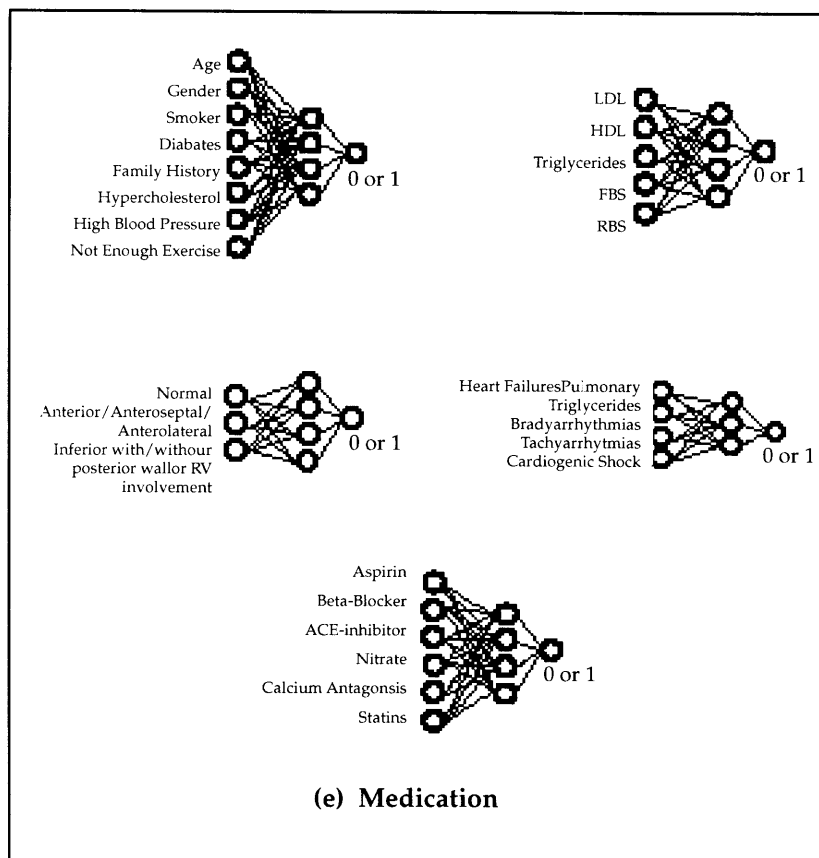 Age
Gender
Smoker
Diabates
Family History
Hypercholesterol
High Blood Pressure
Not Enough Exercise
0 or 1
LDL
HDL
Triglycerides
FBS
RBS
0 or 1
Normal
Anterior/Anteroseptal/
Anterolateral
Inferior with/withour
posterior wallor RV
involvement
0 or 1
Heart FailuresPulmonary
Triglycerides
Bradyarrhythmias
Tachyarrhytmias
Cardiogenic Shock
0 or 1
Aspirin
Beta-Blocker
ACE-inhibitor
Nitrate
Calcium Antagonsis
Statins
0 or 1
(e) Medication